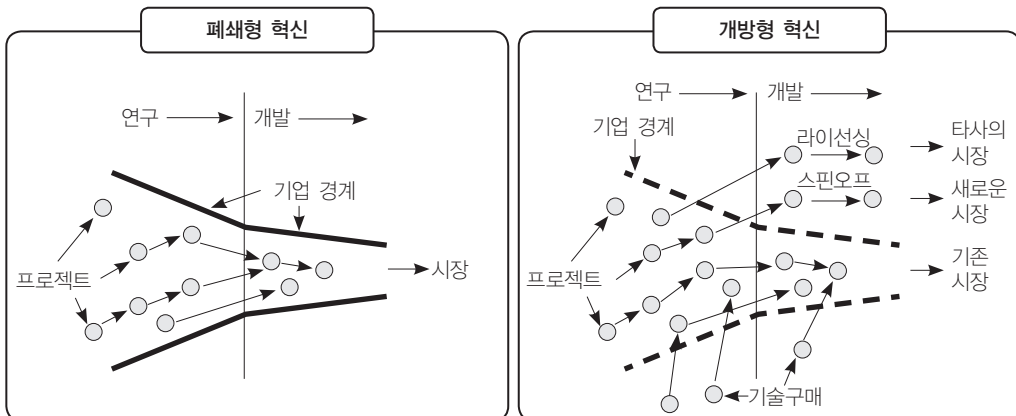 폐쇄형 혁신
연구
개발
기업 경계
프로젝트
시장
개방형 혁신
연구
개발
기업 경계
라이선싱
타사의
시장
스핀오프
새로운
시장
프로젝트
기존
시장
기술구매